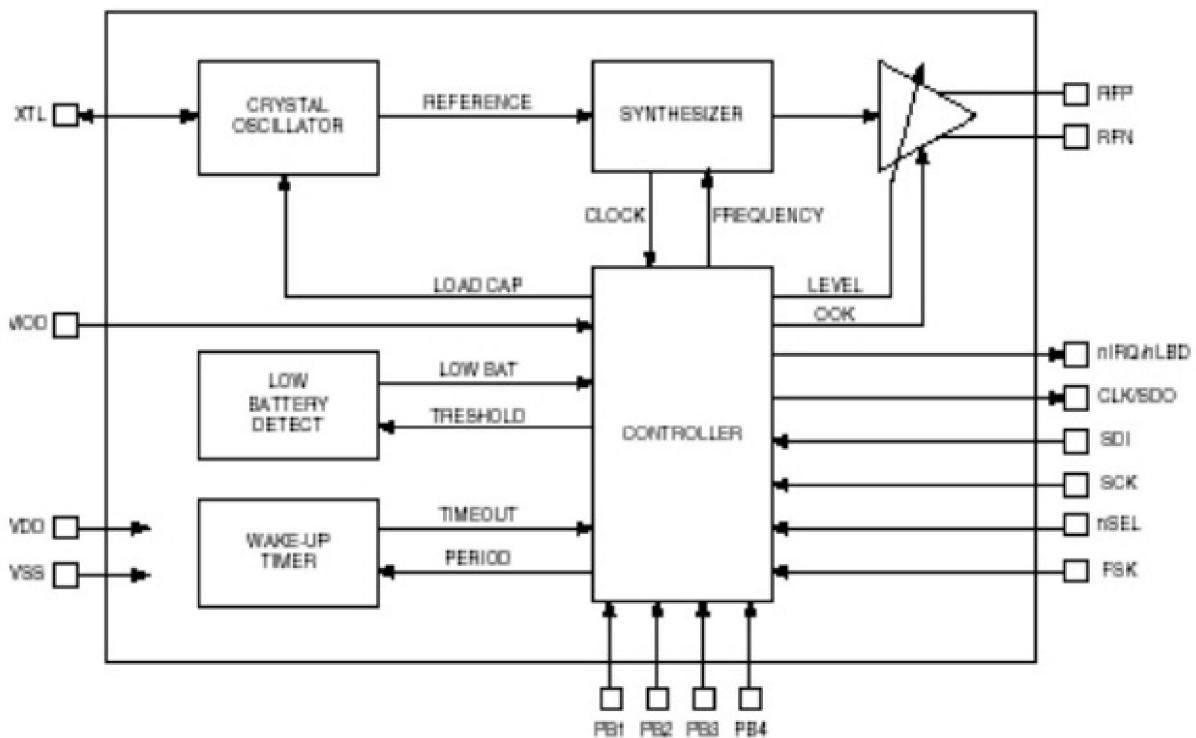 XTL
CRYSTAL
OSCILLATOR
REFERENCE
SYNTHESIZER
RFP
RFN
CLOCK
FREQUENCY
LOAD CAP
LEVEL
OOK
MOD
LOW
BATTERY
DETECT
LOW BAT
TRESHOLD
CONTROLLER
nIRQ/nLBD
CLK/SDO
SDI
SCK
nSEL
FSK
VDD
VSS
WAKE-UP
TIMER
TIMEOUT
PERIOD
PB1 PB2 PB3 PB4